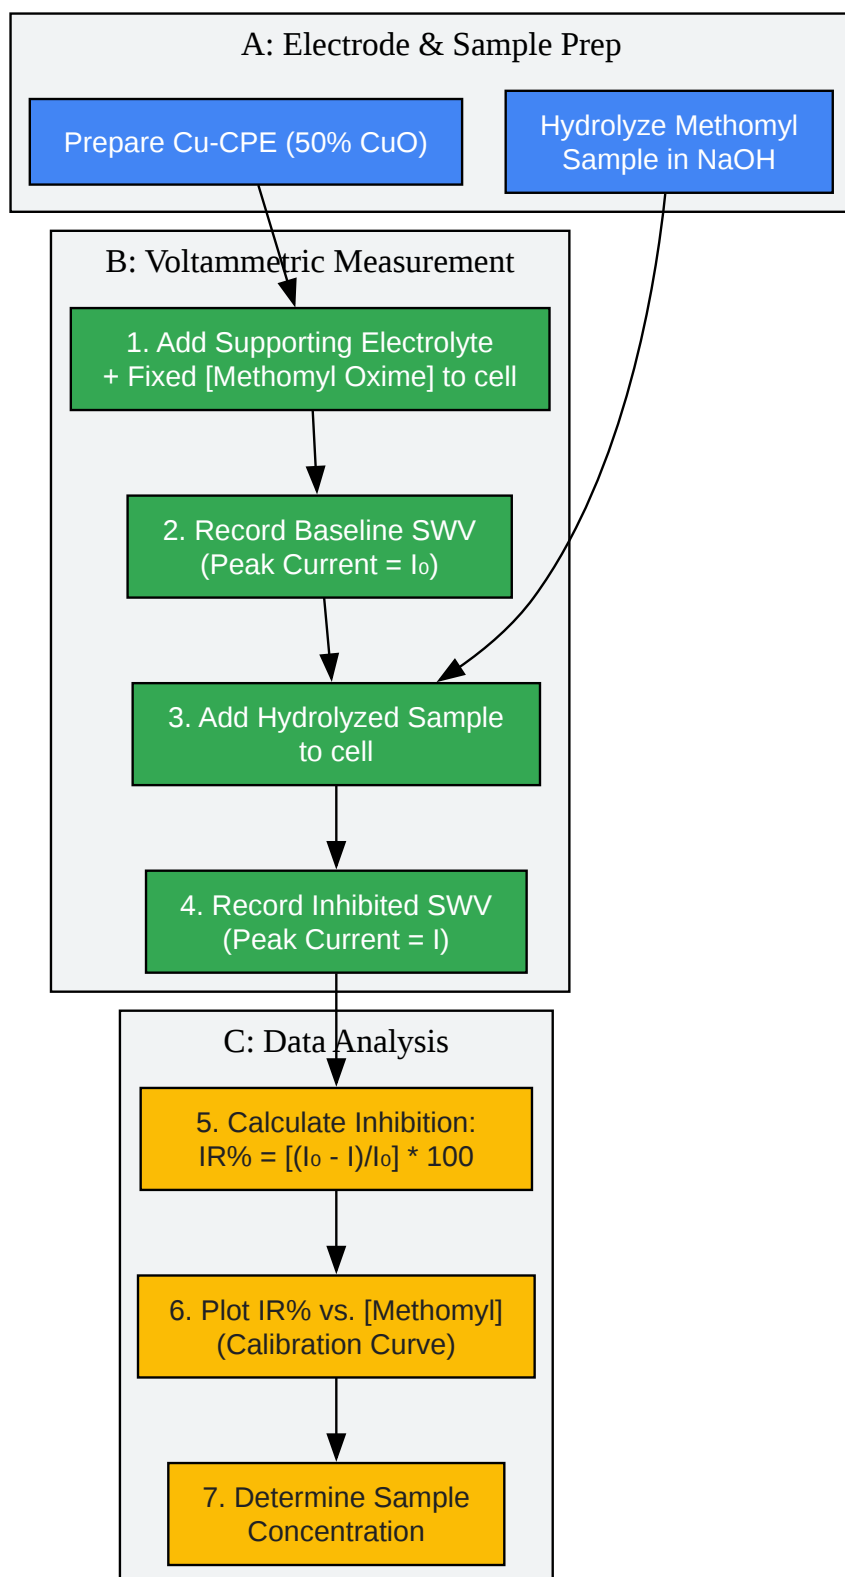 A: Electrode & Sample Prep
Prepare Cu-CPE (50% CuO)
Hydrolyze Methomyl
Sample in NaOH
B: Voltammetric Measurement
1. Add Supporting Electrolyte
+ Fixed [Methomyl Oxime] to cell
2. Record Baseline SWV
(Peak Current = I₀)
3. Add Hydrolyzed Sample
to cell
4. Record Inhibited SWV
(Peak Current = I)
C: Data Analysis
5. Calculate Inhibition:
IR% = [(I₀ - I)/I₀] * 100
6. Plot IR% vs. [Methomyl]
(Calibration Curve)
7. Determine Sample
Concentration